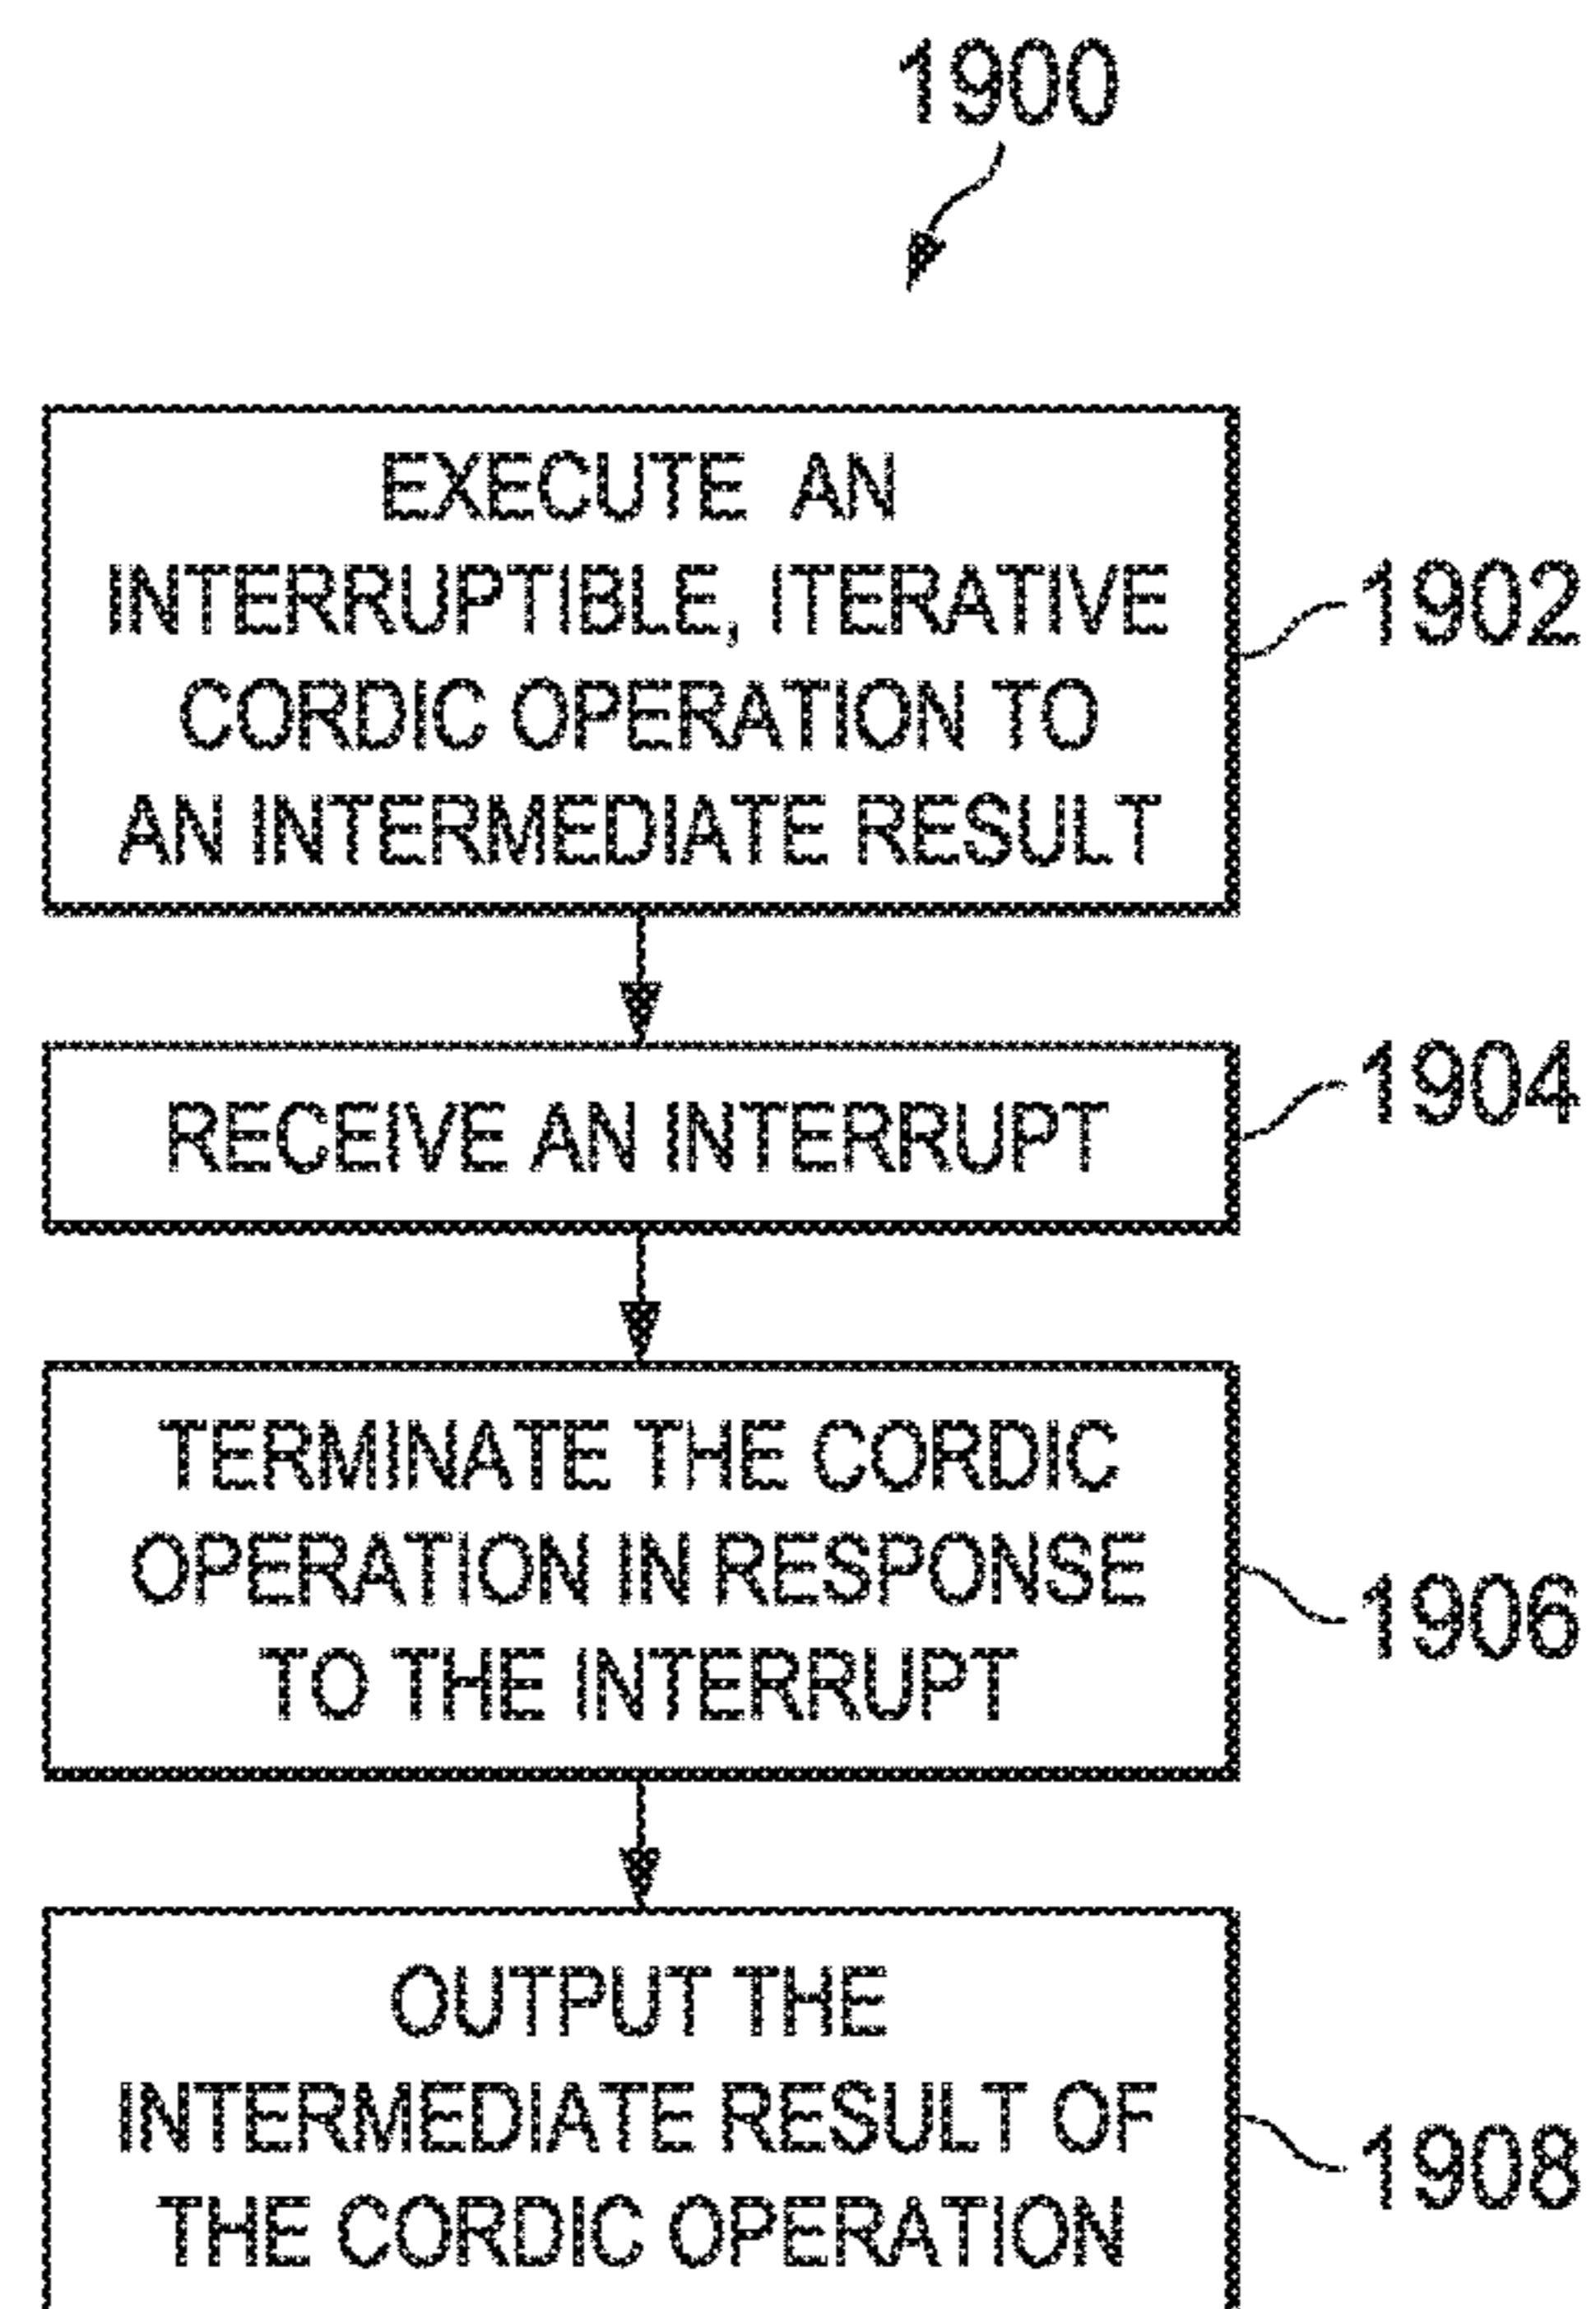 1900
EXECUTE AN
INTERRUPTIBLE, ITERATIVE
CORDIC OPERATION TO
AN INTERMEDIATE RESULT
1902
RECEIVE AN INTERRUPT
1904
TERMINATE THE CORDIC
OPERATION IN RESPONSE
TO THE INTERRUPT
1906
OUTPUT THE
INTERMEDIATE RESULT OF
THE CORDIC OPERATION
1908